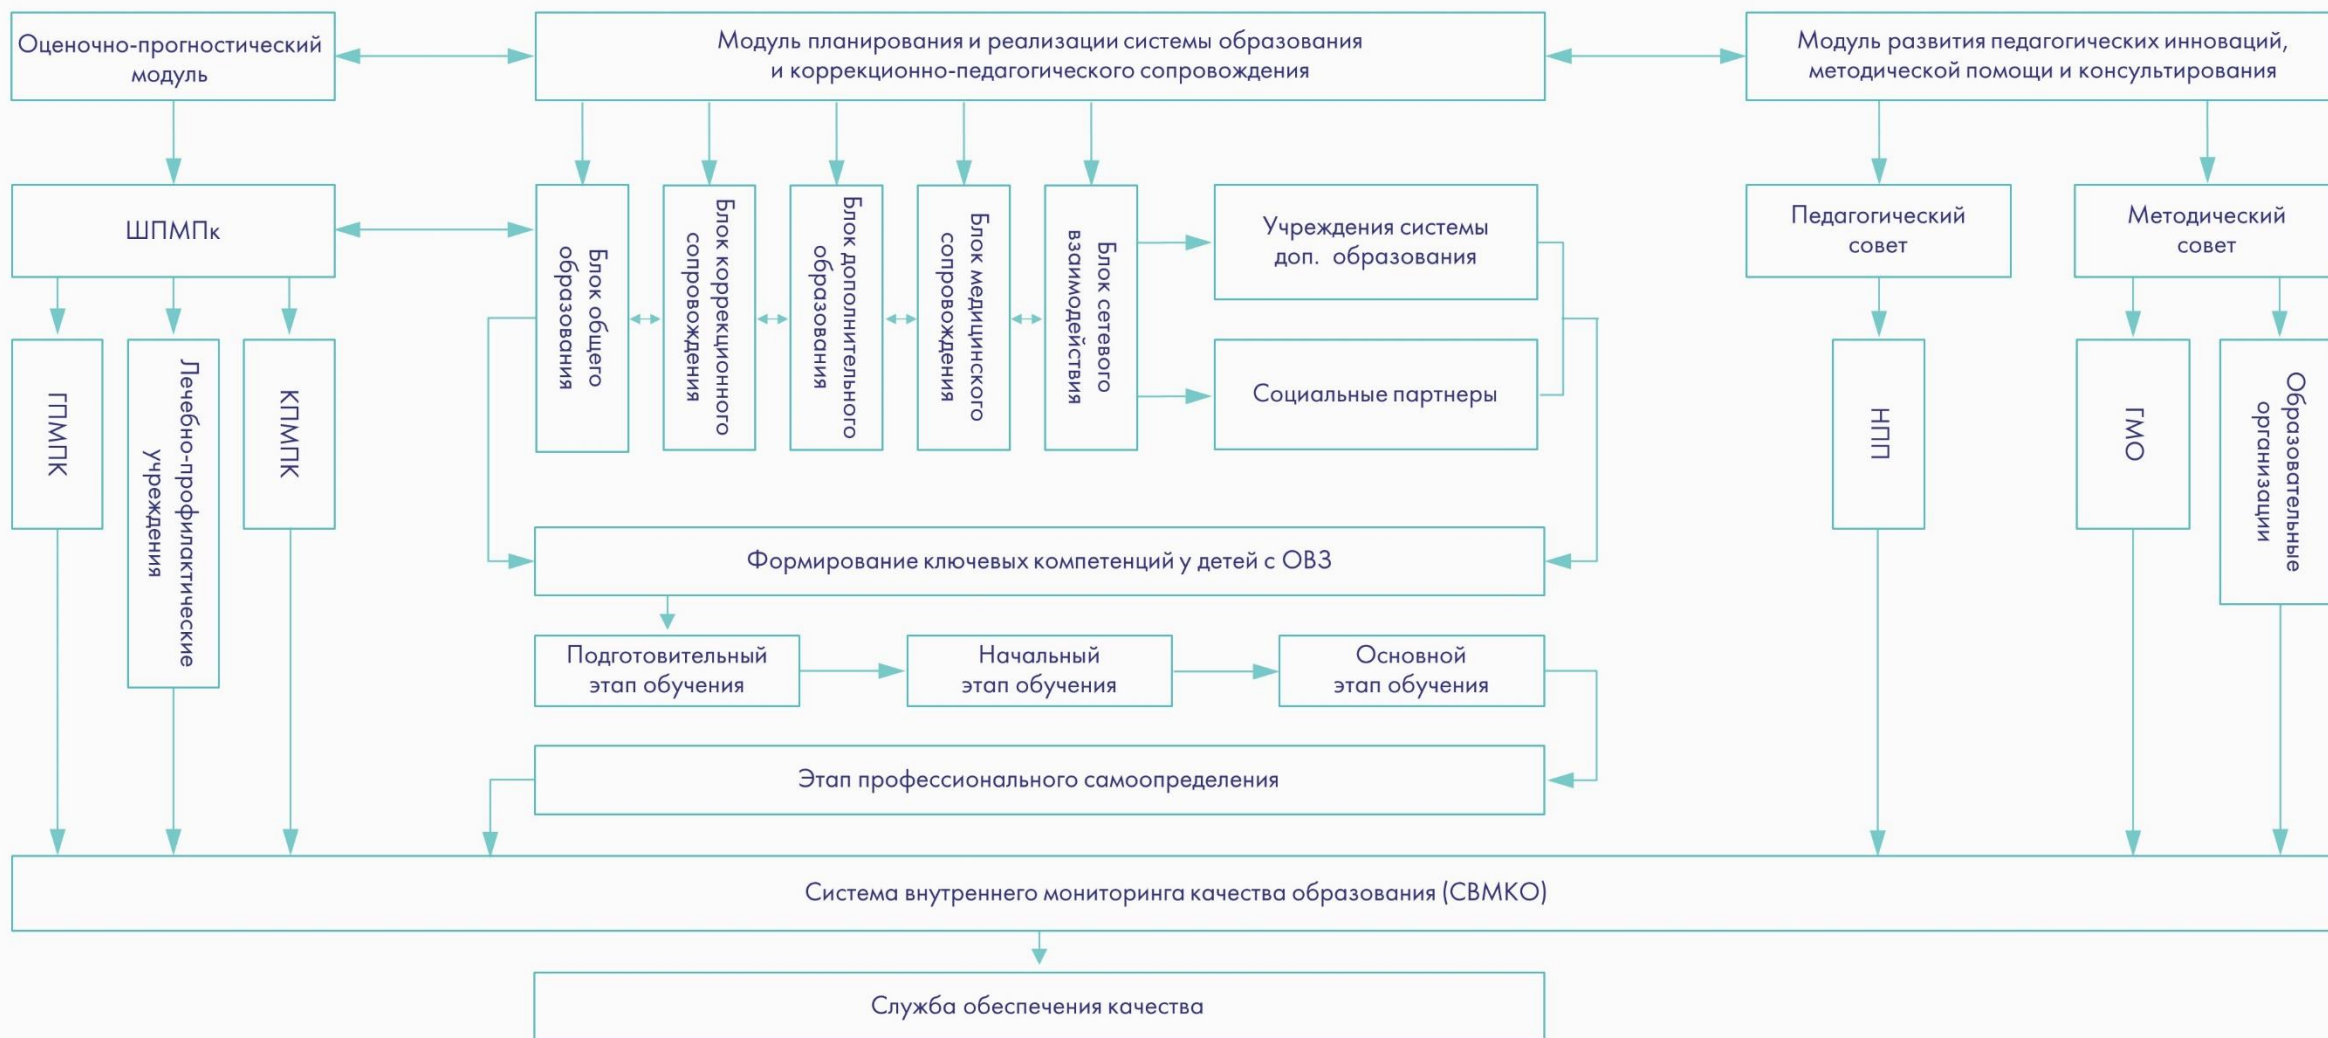 Оценочно-прогностический
модуль
Модуль планирования и реализации системы образования
и коррекционно-педагогического сопровождения
Модуль развития педагогических инноваций,
методической помощи и консультирования
ШПМПк
Блок общего
образования
Блок коррекционного
сопровождения
Блок дополнительного
образования
Блок медицинского
сопровождения
Блок сетевого
взаимодействия
Учреждения системы
доп. образования
Социальные партнеры
Педагогический
совет
Методический
совет
ГПМПК
Лечебно-профилактические
учреждения
КПМПК
НПП
ГМО
Образовательные
организации
Формирование ключевых компетенций у детей с ОВЗ
Подготовительный
этап обучения
Начальный
этап обучения
Основной
этап обучения
Этап профессионального самоопределения
Система внутреннего мониторинга качества образования (СВМКО)
Служба обеспечения качества